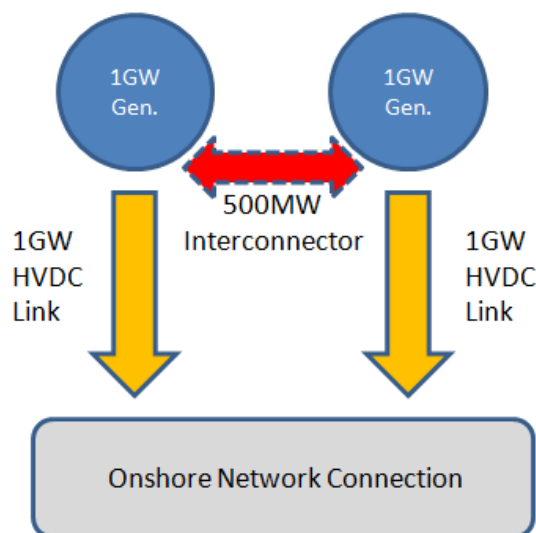 1GW
Gen.
1GW
Gen.
500MW
Interconnector
1GW
HVDC
Link
1GW
HVDC
Link
Onshore Network Connection